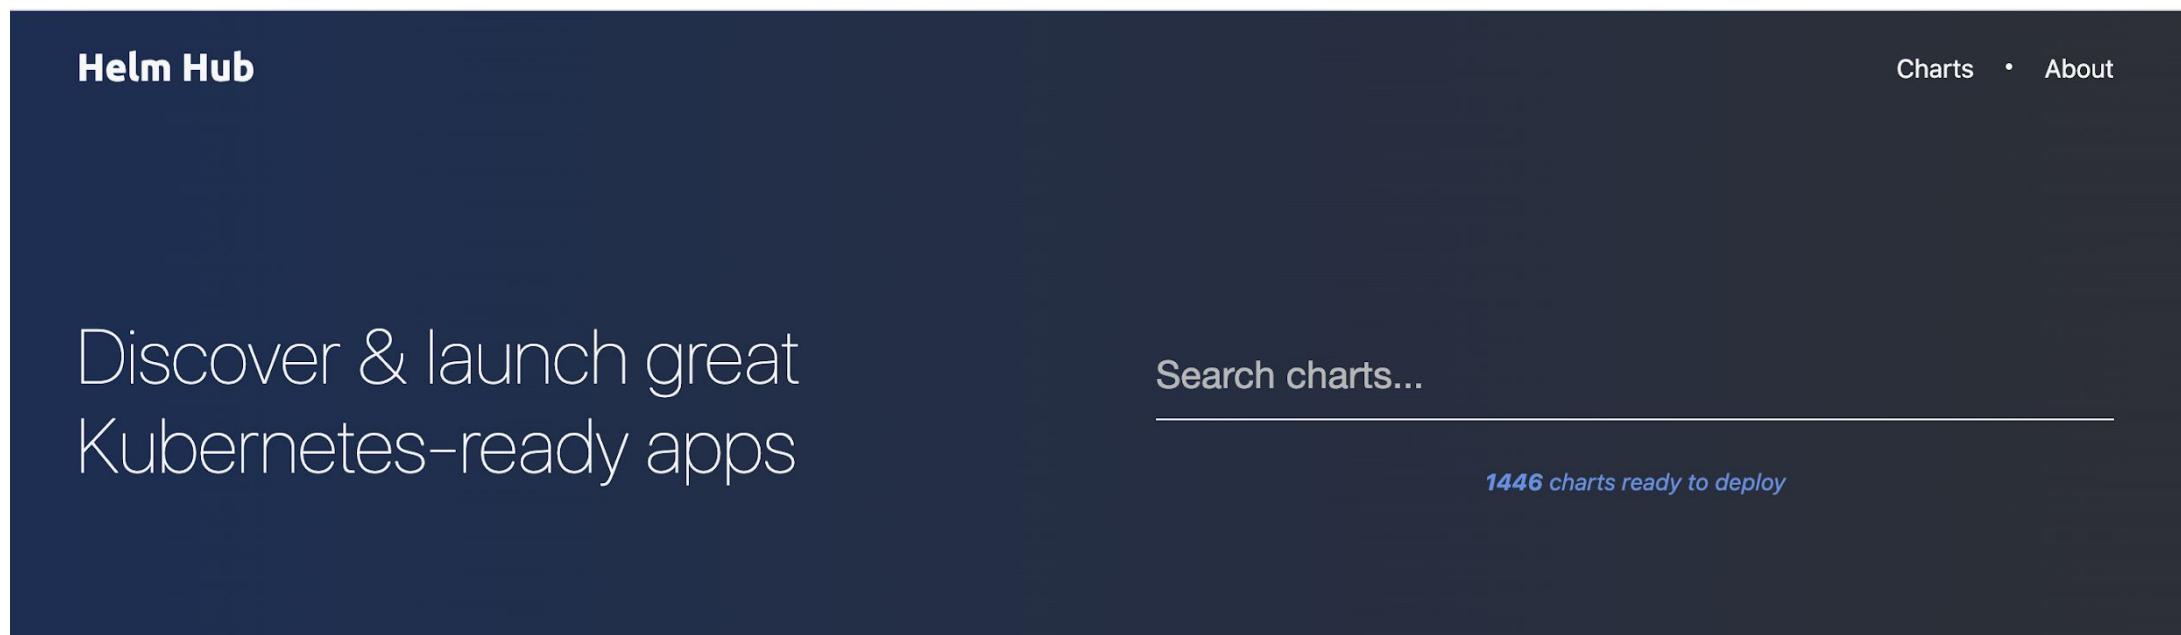 Helm Hub
Charts • About
Discover & launch great
Kubernetes-ready apps
Search charts...
1446 charts ready to deploy